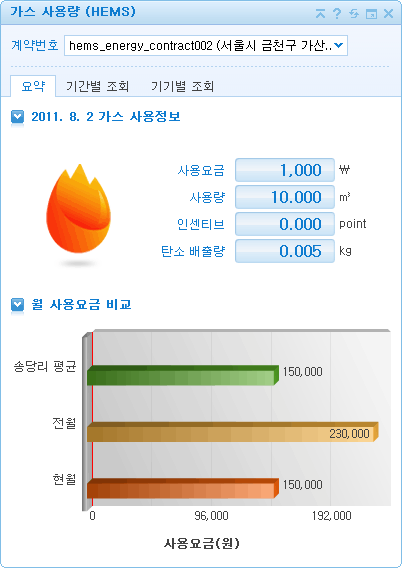 가스 사용량 (HEMS)
계약번호 hems_energy_contract002 (서울시 금천구 가산..
요약 기간별 조회 기기별 조회
2011. 8. 2 가스 사용정보
사용요금 1,000 ₩
사용량 10.000 ㎥
인센티브 0.000 point
탄소 배출량 0.005 kg
월 사용요금 비교
송당리 평균 150,000
전월 230,000
현월 150,000
0 96,000 192,000
사용요금(원)